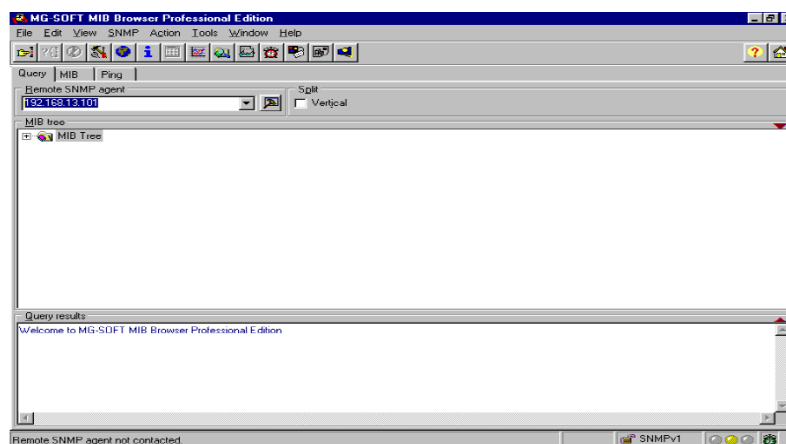 MG-SOFT MIB Browser Professional Edition
File Edit View SNMP Action Tools Window Help
Query MIB Ping
Remote SNMP agent
Split
192.168.13.101
Vertical
MIB tree
MIB Tree
Query results
Welcome to MG-SOFT MIB Browser Professional Edition
Remote SNMP agent not contacted.
SNMPv1